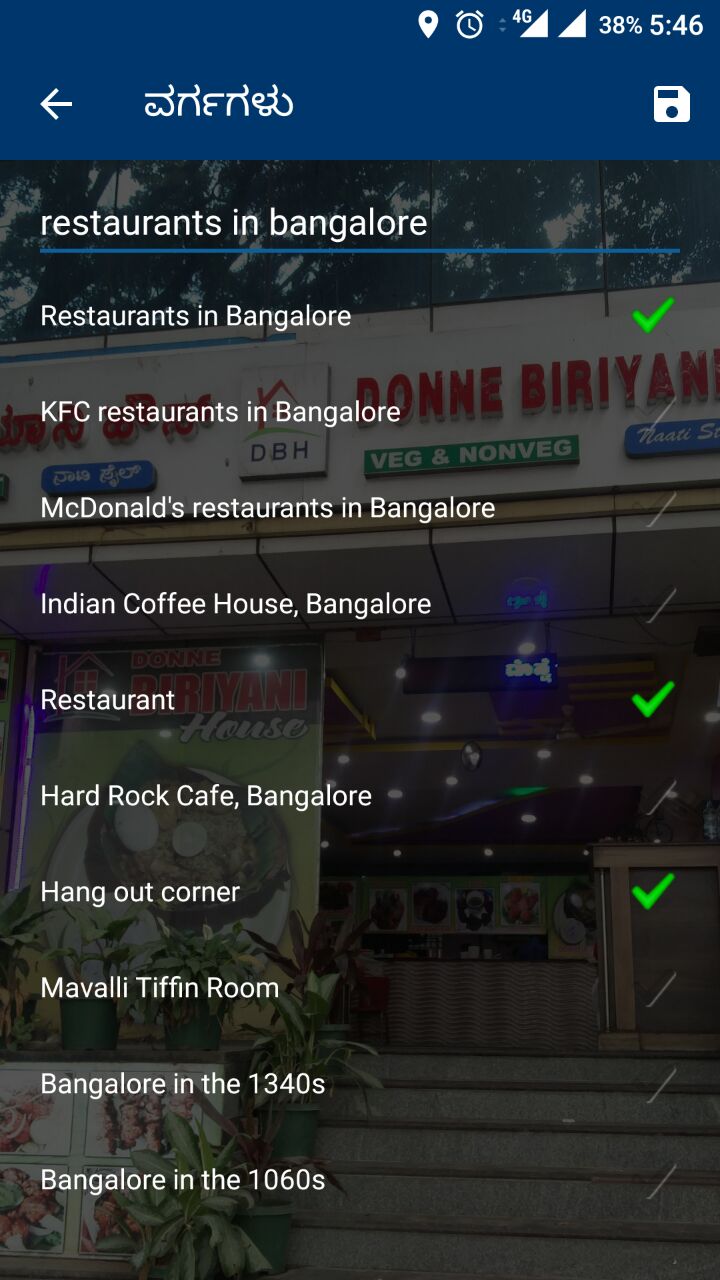 4G 38% 5:46
ವರ್ಗಗಳು
restaurants in bangalore
Restaurants in Bangalore
DONNE BIRIYANI
KFC restaurants in Bangalore
DBH
VEG & NONVEG
Naati St
ನಾಟಿ ಸ್ಟೈಲ್
McDonald's restaurants in Bangalore
Indian Coffee House, Bangalore
DONNE
BIRIYANI
House
Restaurant
Hard Rock Cafe, Bangalore
Hang out corner
Mavalli Tiffin Room
Bangalore in the 1340s
Bangalore in the 1060s